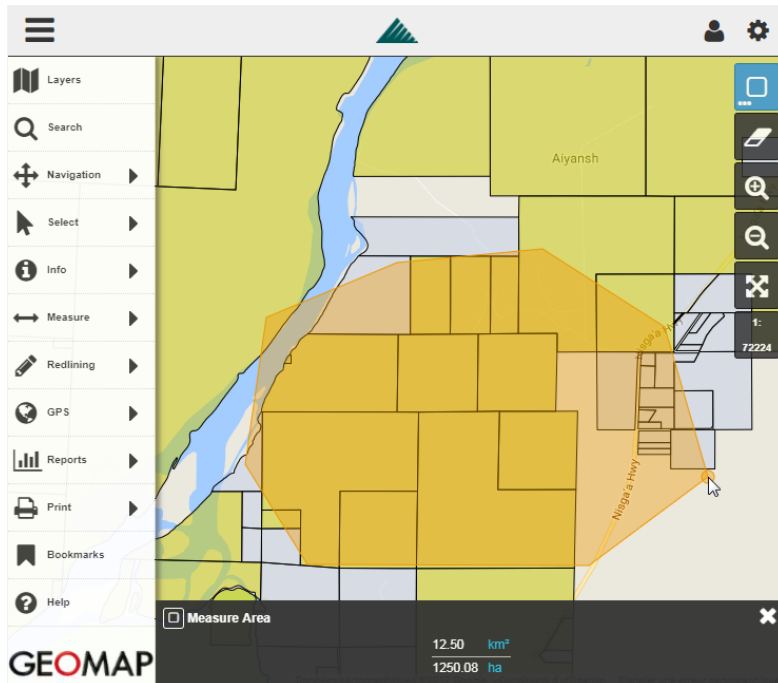 Layers
Search
Navigation
Select
Info
Measure
Redlining
GPS
Reports
Print
Bookmarks
Help
GEOMAP
Aiyansh
Nisga'a Hwy
Nisga'a Hwy
1:
72224
Measure Area
12.50 km²
1250.08 ha